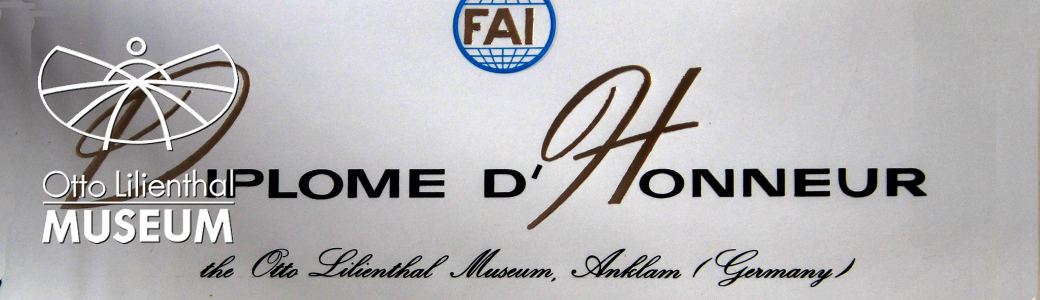 FAI
Otto Lilienthal
MUSEUM
DIPLOME D'HONNEUR
the Otto Lilienthal Museum, Anklam (Germany)